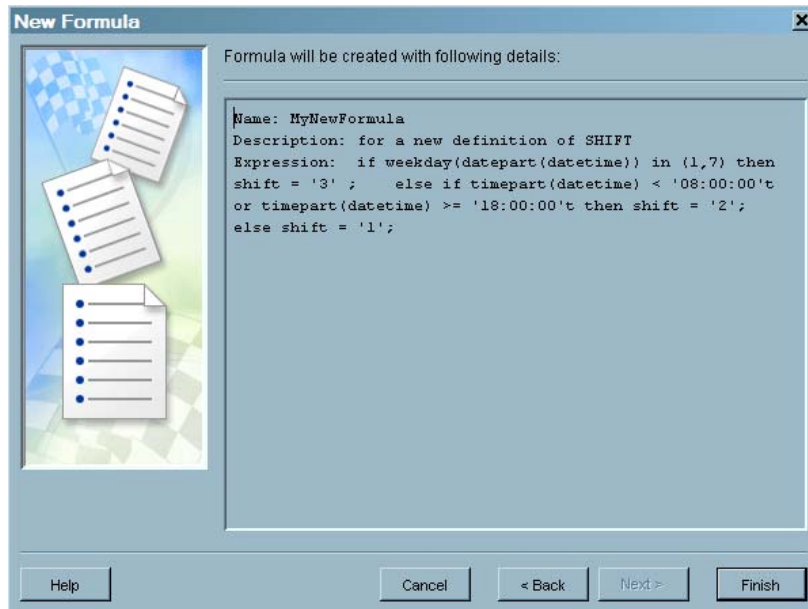 New Formula
Formula will be created with following details:
Name: MyNewFormula
Description: for a new definition of SHIFT
Expression:  if weekday(datepart(datetime)) in (1,7) then
shift = '3' ;    else if timepart(datetime) < '08:00:00't
or timepart(datetime) >= '18:00:00't then shift = '2';
else shift = '1';
Help
Cancel
< Back
Next >
Finish